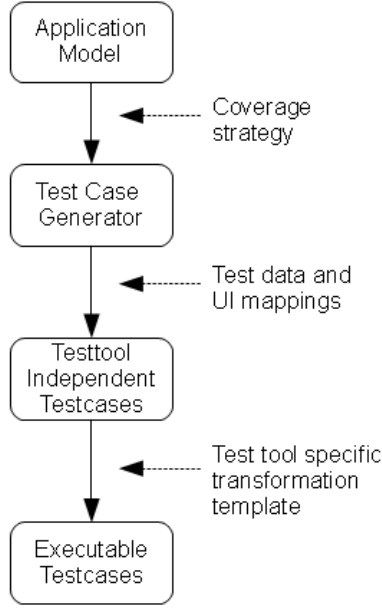 Application
Model
Coverage
strategy
Test Case
Generator
Test data and
UI mappings
Testtool
Independent
Testcases
Test tool specific
transformation
template
Executable
Testcases